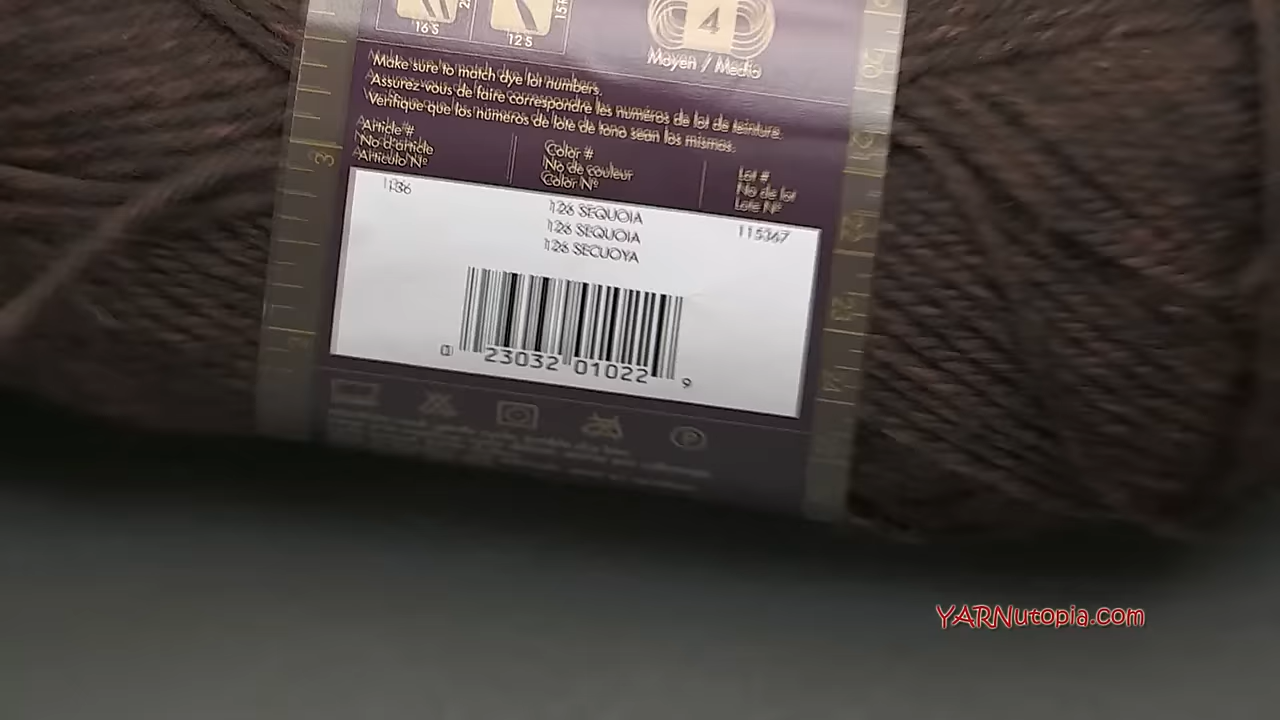 16 S
12 S
4
Moyen / Medio
Make sure to match dye lot numbers.
Assurez-vous de faire correspondre les numéros de lot de teinture.
Verifique que los números de lote de tono sean los mismos.
Article #
No d'article
Artículo Nº
Color #
No de couleur
Color Nº
Lot #
No de lot
Lote Nº
136
126 SEQUOIA
126 SEQUOIA
126 SECUOYA
115367
0 23032 01022 9
3
2
P
YARNutopia.com